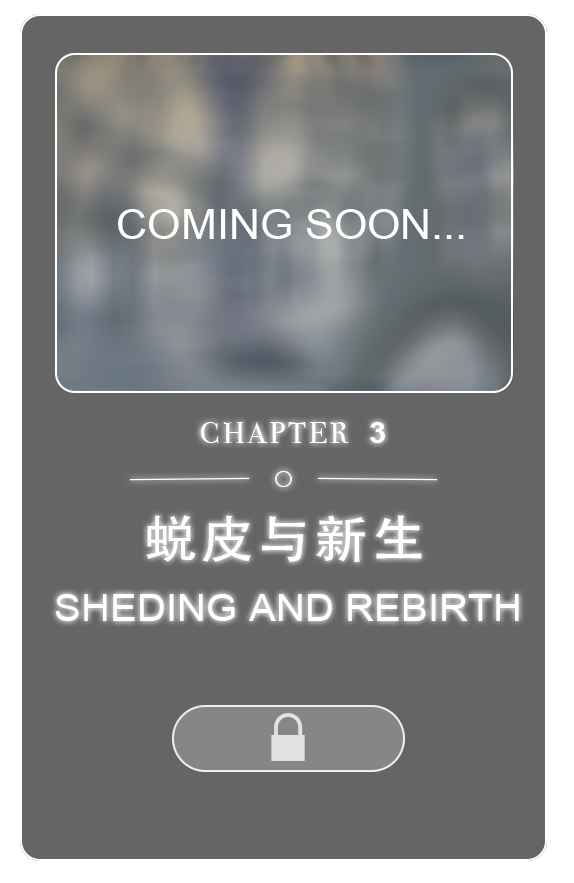 COMING SOON...
CHAPTER 3
蜕皮与新生
SHEDING AND REBIRTH